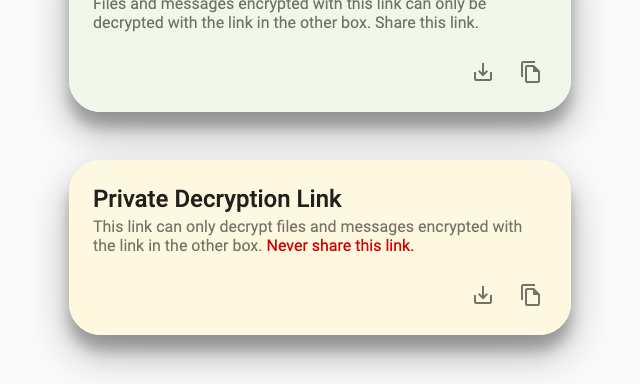 Files and messages encrypted with this link can only be
decrypted with the link in the other box. Share this link.
Private Decryption Link
This link can only decrypt files and messages encrypted with
the link in the other box. Never share this link.